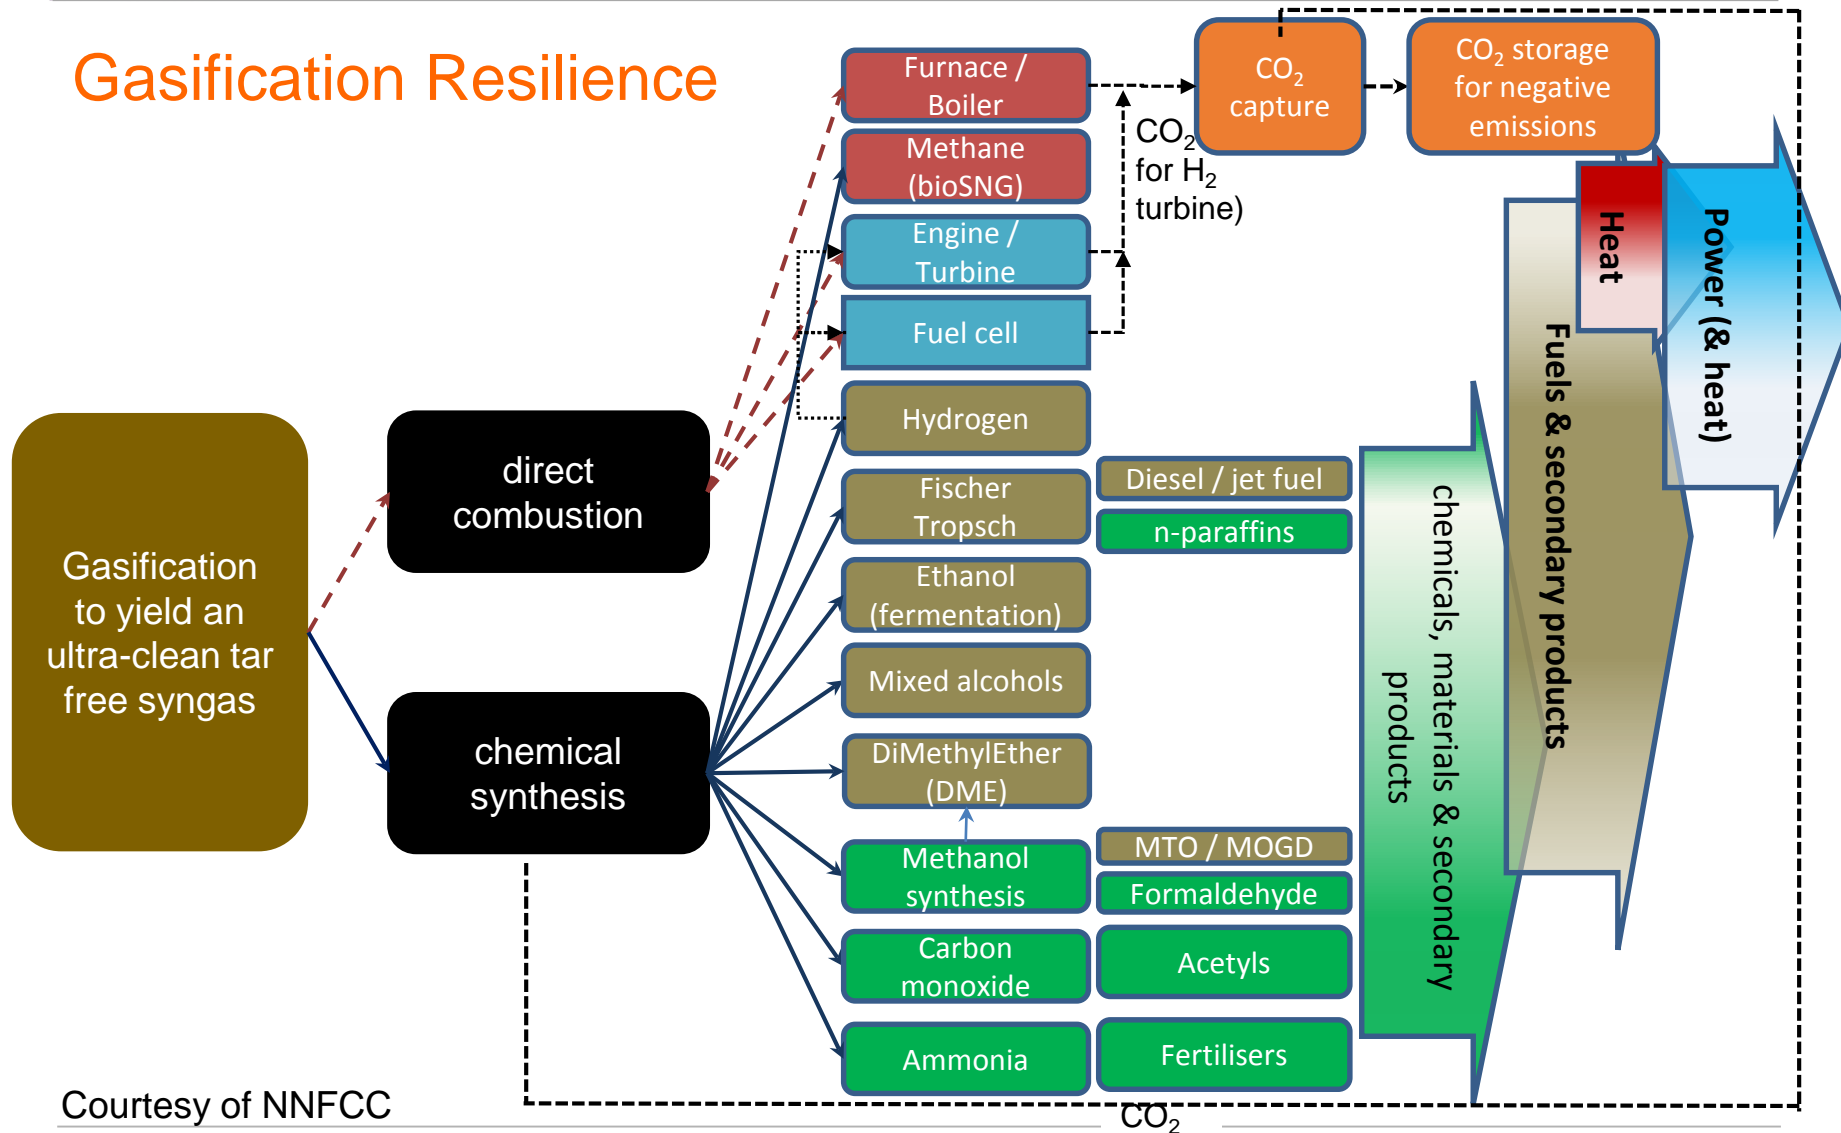 Gasification Resilience
Gasification
to yield an
ultra-clean tar
free syngas
direct
combustion
chemical
synthesis
Furnace /
Boiler
Methane
(bioSNG)
Engine /
Turbine
Fuel cell
Hydrogen
Fischer
Tropsch
Ethanol
(fermentation)
Mixed alcohols
DiMethylEther
(DME)
Methanol
synthesis
Carbon
monoxide
Ammonia
Diesel / jet fuel
n-paraffins
MTO / MOGD
Formaldehyde
Acetyls
Fertilisers
CO₂
for H₂
turbine)
CO₂
capture
CO₂ storage
for negative
emissions
chemicals, materials & secondary
products
Fuels & secondary products
Heat
Power (& heat)
CO₂
Courtesy of NNFCC